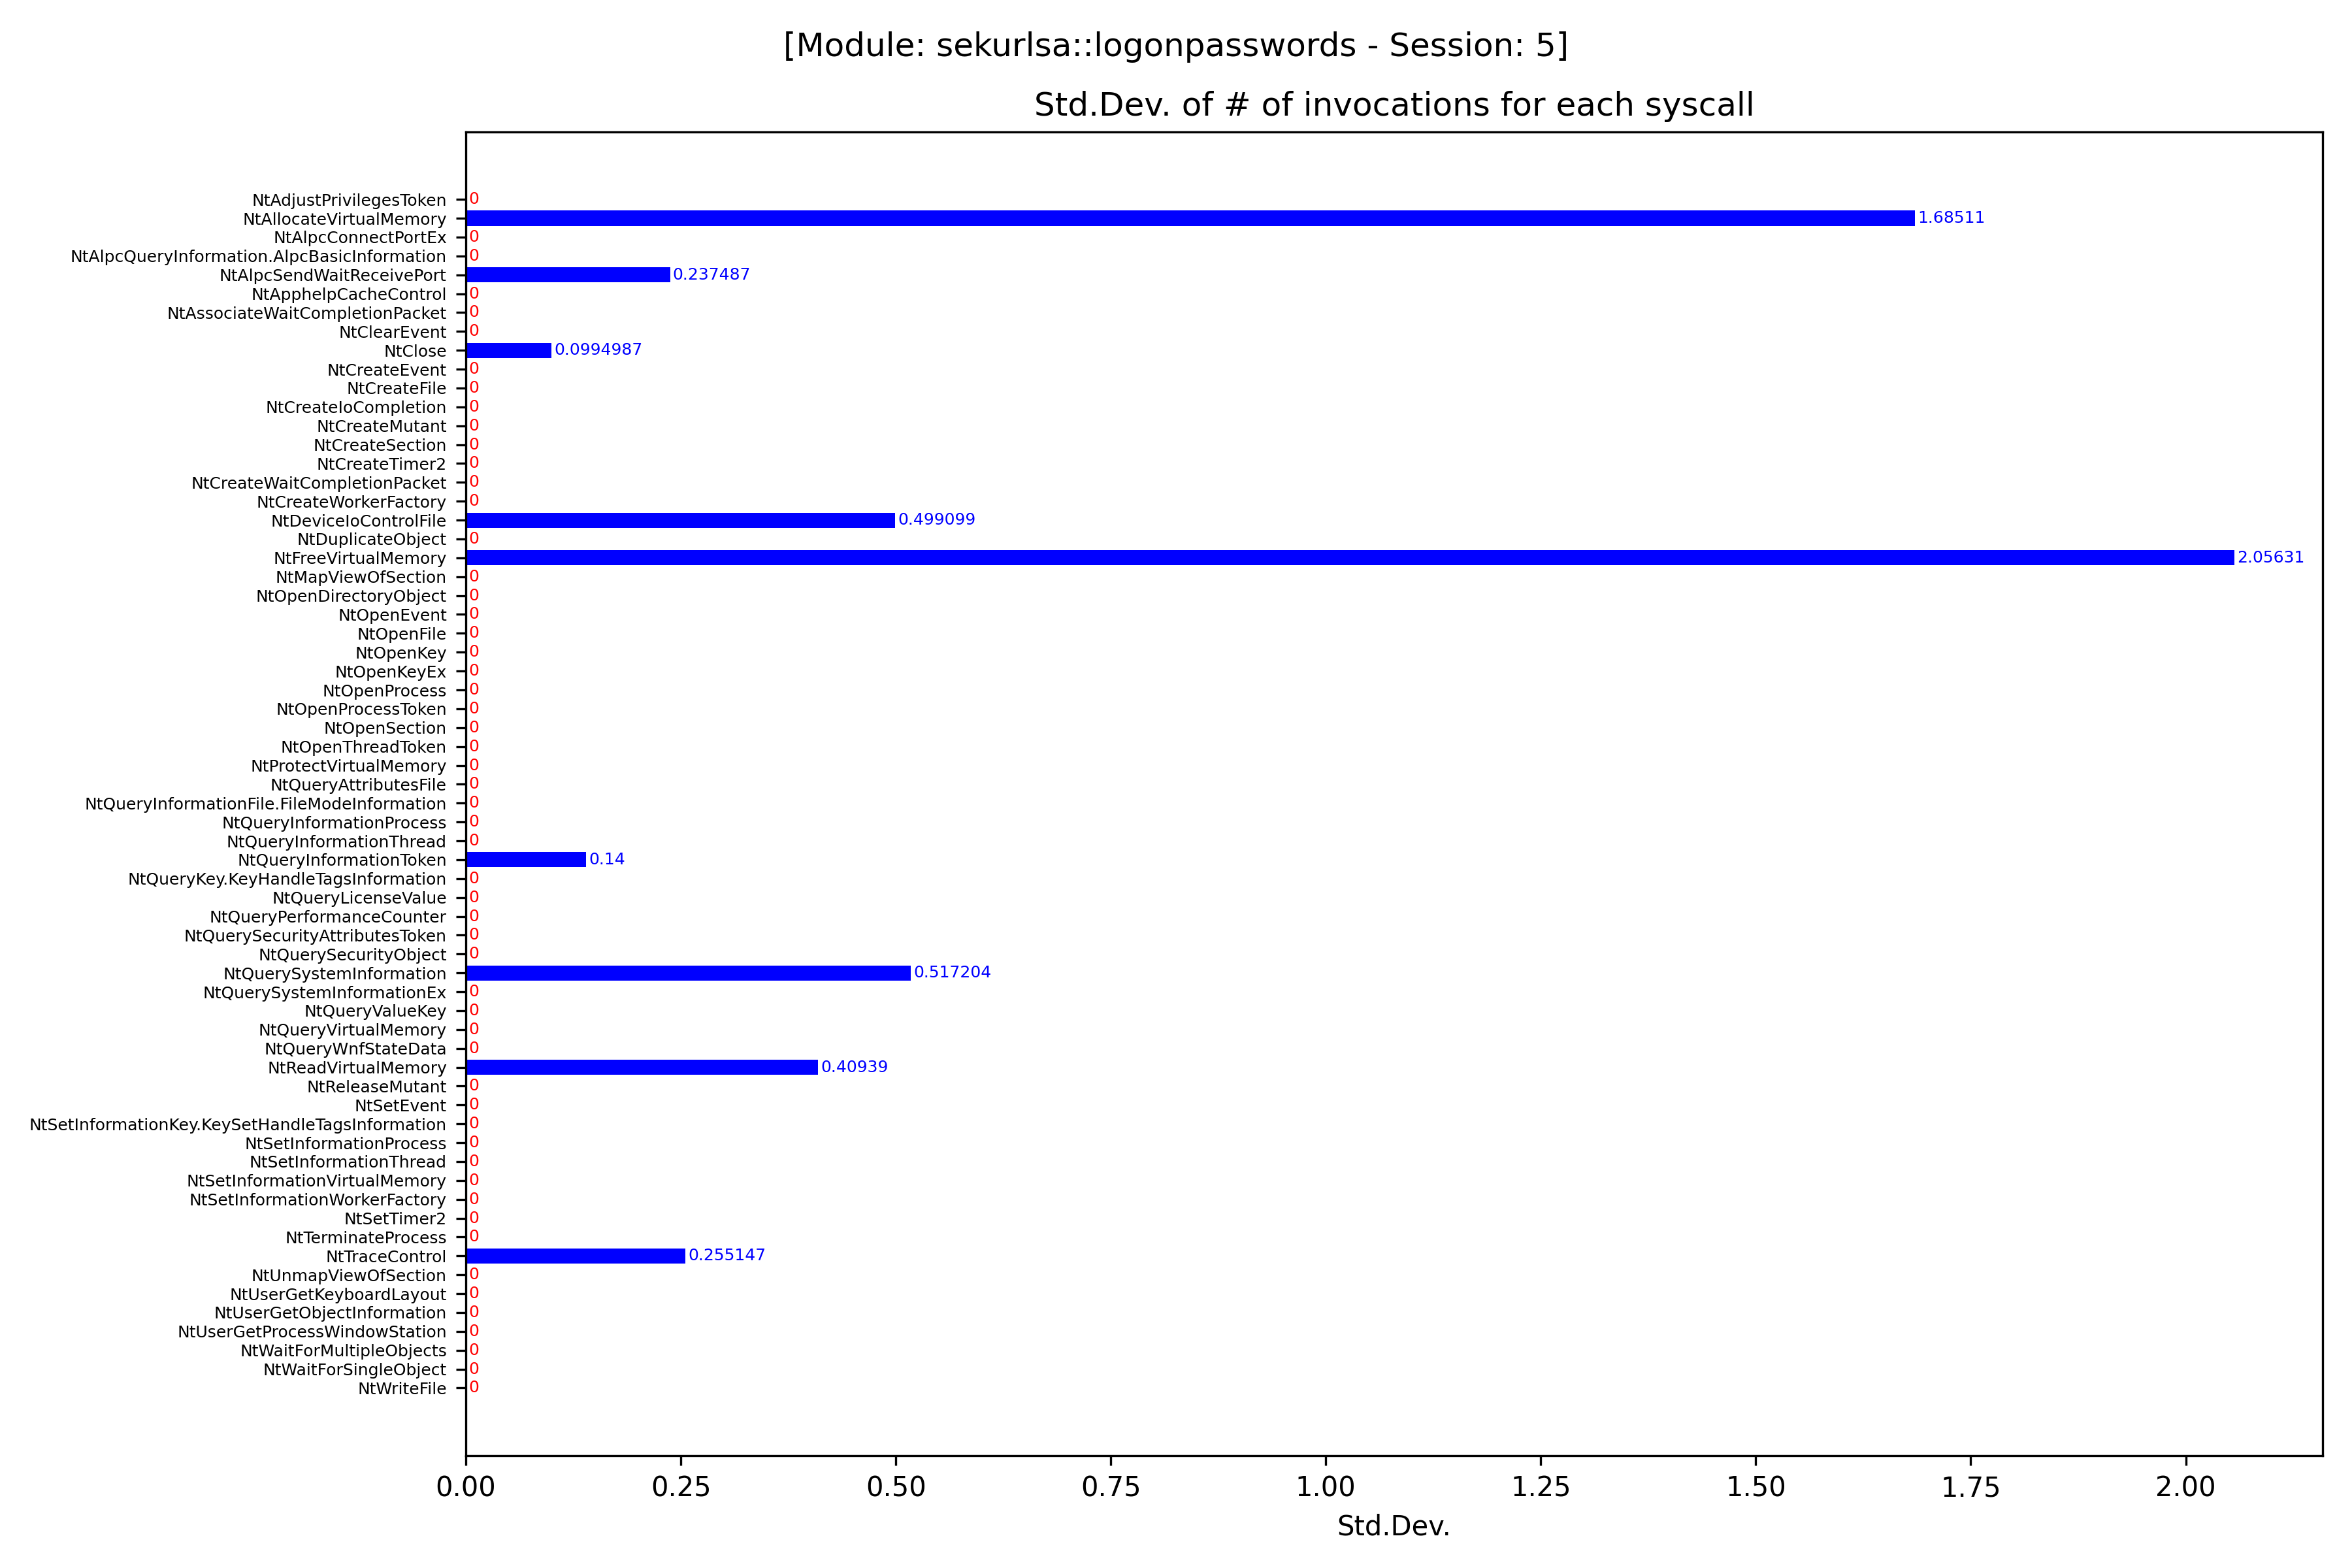 [Module: sekurlsa::logonpasswords - Session: 5]
Std.Dev. of # of invocations for each syscall
NtAdjustPrivilegesToken 0
NtAllocateVirtualMemory 1.68511
NtAlpcConnectPortEx 0
NtAlpcQueryInformation.AlpcBasicInformation 0
NtAlpcSendWaitReceivePort 0.237487
NtApphelpCacheControl 0
NtAssociateWaitCompletionPacket 0
NtClearEvent 0
NtClose 0.0994987
NtCreateEvent 0
NtCreateFile 0
NtCreateIoCompletion 0
NtCreateMutant 0
NtCreateSection 0
NtCreateTimer2 0
NtCreateWaitCompletionPacket 0
NtCreateWorkerFactory 0
NtDeviceIoControlFile 0.499099
NtDuplicateObject 0
NtFreeVirtualMemory 2.05631
NtMapViewOfSection 0
NtOpenDirectoryObject 0
NtOpenEvent 0
NtOpenFile 0
NtOpenKey 0
NtOpenKeyEx 0
NtOpenProcess 0
NtOpenProcessToken 0
NtOpenSection 0
NtOpenThreadToken 0
NtProtectVirtualMemory 0
NtQueryAttributesFile 0
NtQueryInformationFile.FileModeInformation 0
NtQueryInformationProcess 0
NtQueryInformationThread 0
NtQueryInformationToken 0.14
NtQueryKey.KeyHandleTagsInformation 0
NtQueryLicenseValue 0
NtQueryPerformanceCounter 0
NtQuerySecurityAttributesToken 0
NtQuerySecurityObject 0
NtQuerySystemInformation 0.517204
NtQuerySystemInformationEx 0
NtQueryValueKey 0
NtQueryVirtualMemory 0
NtQueryWnfStateData 0
NtReadVirtualMemory 0.40939
NtReleaseMutant 0
NtSetEvent 0
NtSetInformationKey.KeySetHandleTagsInformation 0
NtSetInformationProcess 0
NtSetInformationThread 0
NtSetInformationVirtualMemory 0
NtSetInformationWorkerFactory 0
NtSetTimer2 0
NtTerminateProcess 0
NtTraceControl 0.255147
NtUnmapViewOfSection 0
NtUserGetKeyboardLayout 0
NtUserGetObjectInformation 0
NtUserGetProcessWindowStation 0
NtWaitForMultipleObjects 0
NtWaitForSingleObject 0
NtWriteFile 0
0.00 0.25 0.50 0.75 1.00 1.25 1.50 1.75 2.00
Std.Dev.